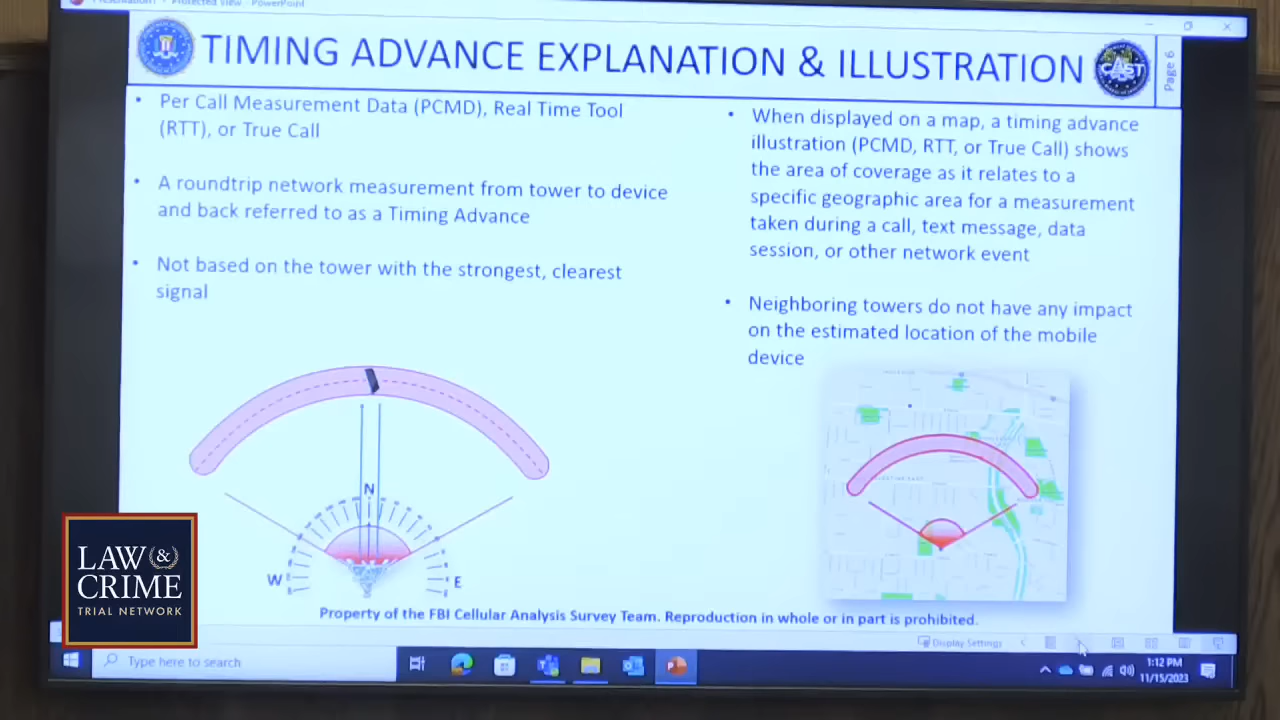 PowerPoint
TIMING ADVANCE EXPLANATION & ILLUSTRATION
CAST
Page 6
• Per Call Measurement Data (PCMD), Real Time Tool
(RTT), or True Call
• A roundtrip network measurement from tower to device
and back referred to as a Timing Advance
• Not based on the tower with the strongest, clearest
signal
• When displayed on a map, a timing advance
illustration (PCMD, RTT, or True Call) shows
the area of coverage as it relates to a
specific geographic area for a measurement
taken during a call, text message, data
session, or other network event
• Neighboring towers do not have any impact
on the estimated location of the mobile
device
N
W
E
LAW &
CRIME
TRIAL NETWORK
Property of the FBI Cellular Analysis Survey Team. Reproduction in whole or in part is prohibited.
Display Settings
Type here to search
1:12 PM
11/15/2023